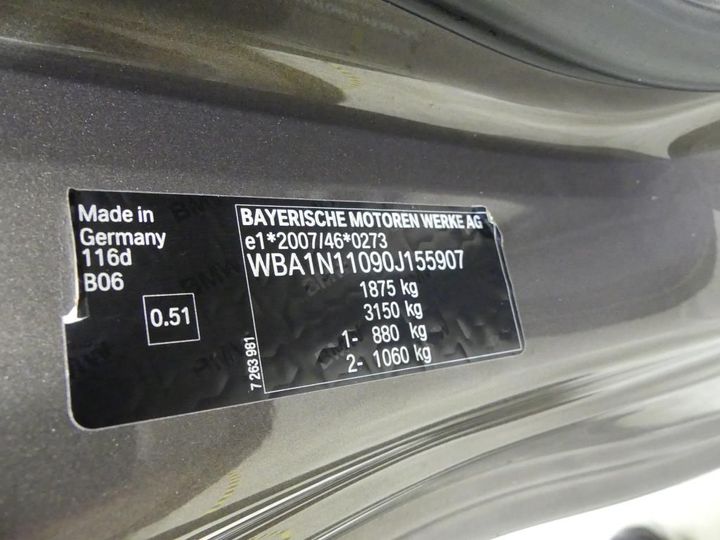 Made in
Germany
116d
B06
0.51
7 263 981
BAYERISCHE MOTOREN WERKE AG
e1*2007/46*0273
WBA1N11090J155907
1875 kg
3150 kg
1- 880 kg
2- 1060 kg